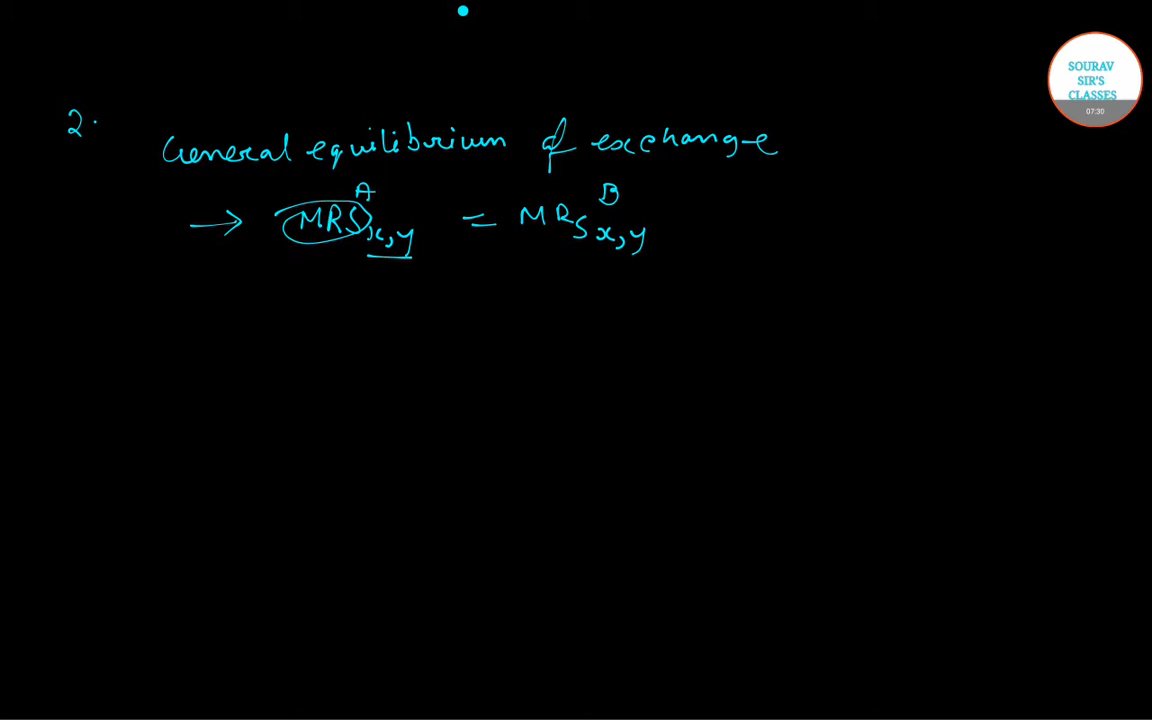 SOURAV
SIR'S
CLASSES
07:30
2.
General equilibrium of exchange
→ MRS^A x,y = MRS^B x,y